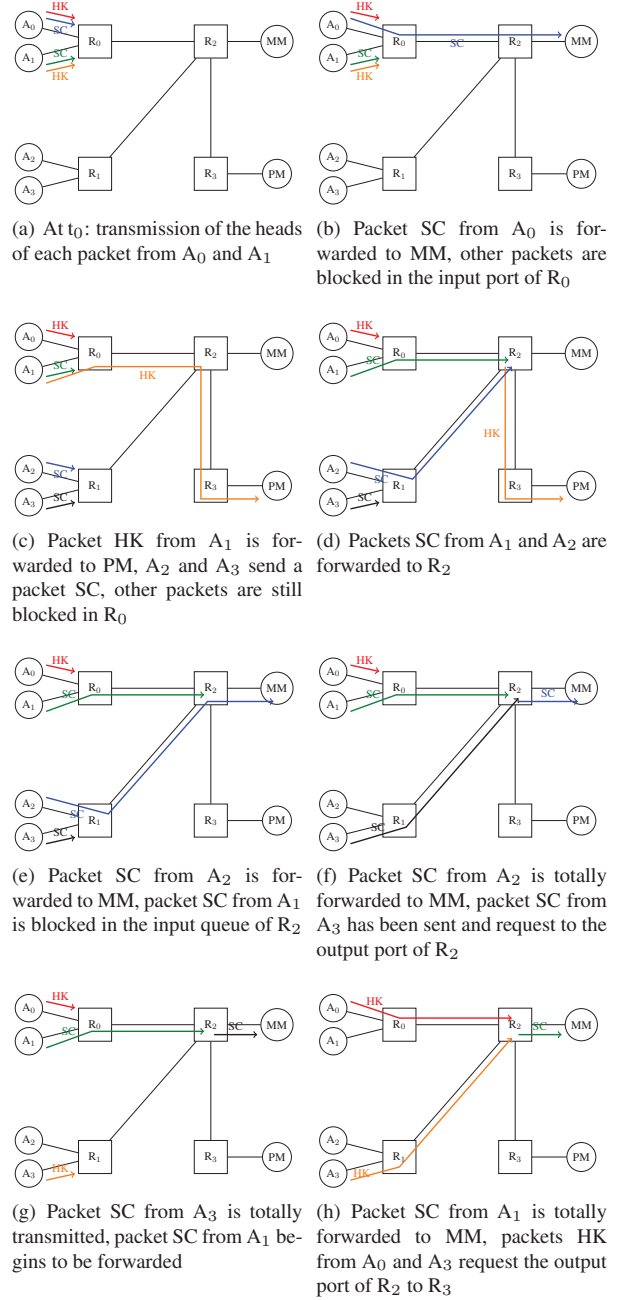 HK
A0
SC
R0
R2
MM
SC
A1
HK
A2
R1
R3
PM
A3
HK
A0
R0
R2
MM
SC
SC
A1
HK
A2
R1
R3
PM
A3
(a) At t0: transmission of the heads
of each packet from A0 and A1
(b) Packet SC from A0 is for-
warded to MM, other packets are
blocked in the input port of R0
HK
A0
R0
R2
MM
SC
A1
HK
SC
A2
R1
R3
PM
SC
A3
HK
A0
R0
R2
MM
SC
A1
HK
A2
SC
R1
R3
PM
SC
A3
(c) Packet HK from A1 is for-
warded to PM, A2 and A3 send a
packet SC, other packets are still
blocked in R0
(d) Packets SC from A1 and A2 are
forwarded to R2
HK
A0
R0
R2
MM
SC
A1
A2
SC
R1
R3
PM
SC
A3
HK
A0
R0
R2
SC
MM
SC
A1
A2
R1
R3
PM
SC
A3
(e) Packet SC from A2 is for-
warded to MM, packet SC from A1
is blocked in the input queue of R2
(f) Packet SC from A2 is totally
forwarded to MM, packet SC from
A3 has been sent and request to the
output port of R2
HK
A0
R0
R2
SC
MM
SC
A1
A2
R1
R3
PM
A3
HK
HK
A0
R0
R2
SC
MM
A1
A2
R1
R3
PM
A3
HK
(g) Packet SC from A3 is totally
transmitted, packet SC from A1 be-
gins to be forwarded
(h) Packet SC from A1 is totally
forwarded to MM, packets HK
from A0 and A3 request the output
port of R2 to R3